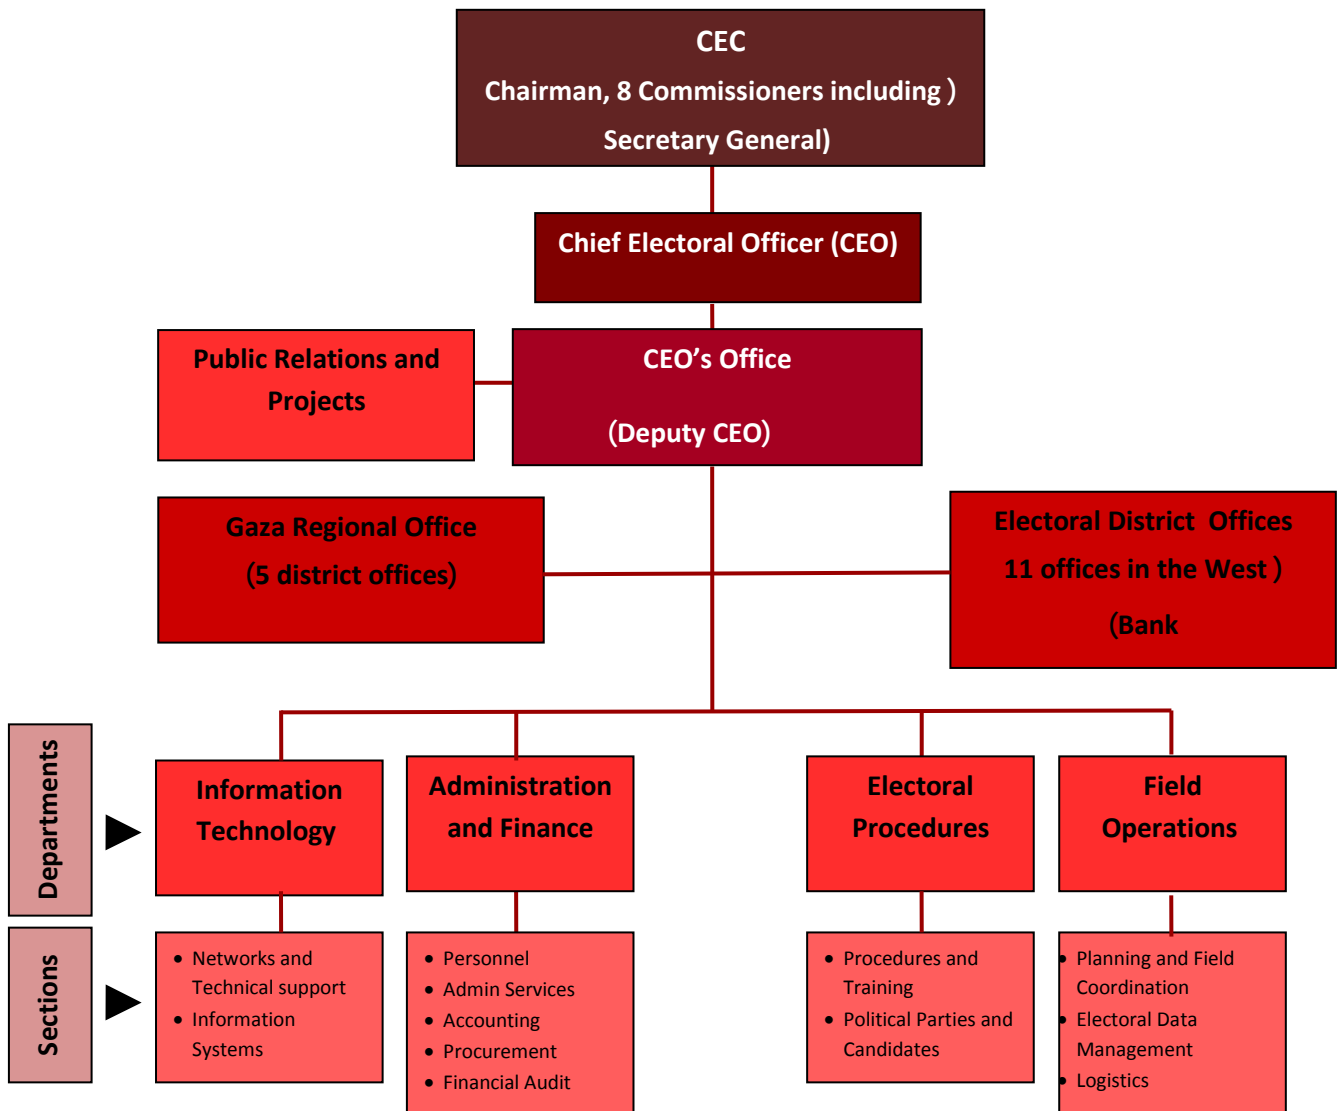 CEC
Chairman, 8 Commissioners including )
Secretary General)
Chief Electoral Officer (CEO)
Public Relations and
Projects
CEO’s Office
(Deputy CEO)
Gaza Regional Office
(5 district offices)
Electoral District Offices
11 offices in the West )
(Bank
Departments
Information
Technology
Administration
and Finance
Electoral
Procedures
Field
Operations
Sections
• Networks and
Technical support
• Information
Systems
• Personnel
• Admin Services
• Accounting
• Procurement
• Financial Audit
• Procedures and
Training
• Political Parties and
Candidates
• Planning and Field
Coordination
• Electoral Data
Management
• Logistics